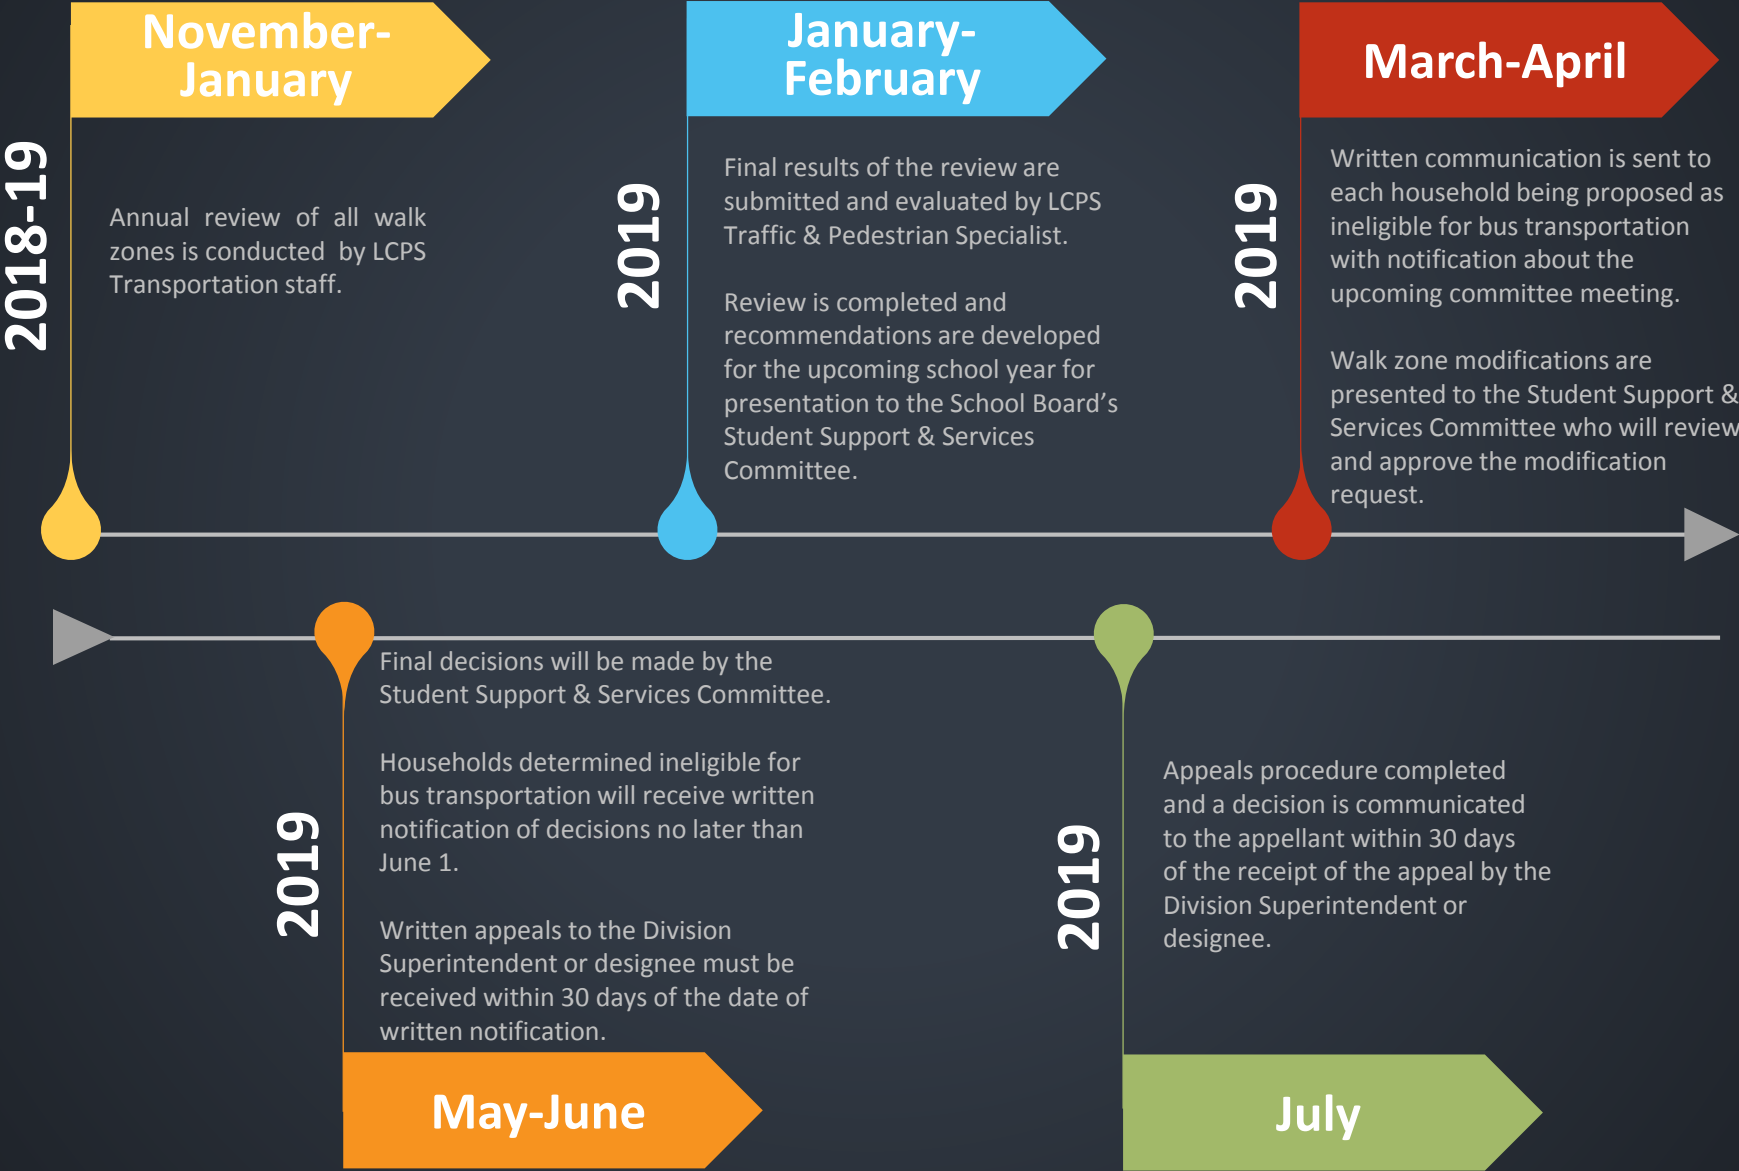 November-
January
2018-19
Annual review of all walk
zones is conducted by LCPS
Transportation staff.
January-
February
2019
Final results of the review are
submitted and evaluated by LCPS
Traffic & Pedestrian Specialist.
Review is completed and
recommendations are developed
for the upcoming school year for
presentation to the School Board’s
Student Support & Services
Committee.
March-April
2019
Written communication is sent to
each household being proposed as
ineligible for bus transportation
with notification about the
upcoming committee meeting.
Walk zone modifications are
presented to the Student Support &
Services Committee who will review
and approve the modification
request.
2019
Final decisions will be made by the
Student Support & Services Committee.
Households determined ineligible for
bus transportation will receive written
notification of decisions no later than
June 1.
Written appeals to the Division
Superintendent or designee must be
received within 30 days of the date of
written notification.
May-June
2019
Appeals procedure completed
and a decision is communicated
to the appellant within 30 days
of the receipt of the appeal by the
Division Superintendent or
designee.
July